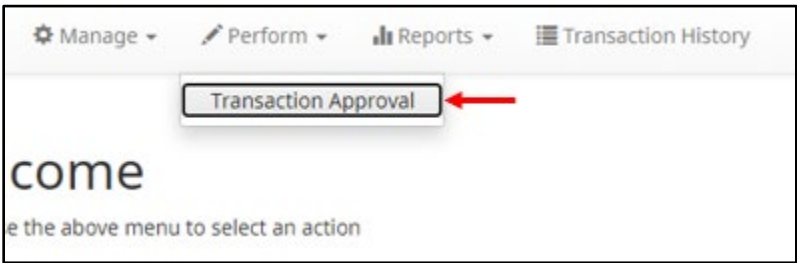 Manage Perform Reports Transaction History
Transaction Approval
come
e the above menu to select an action